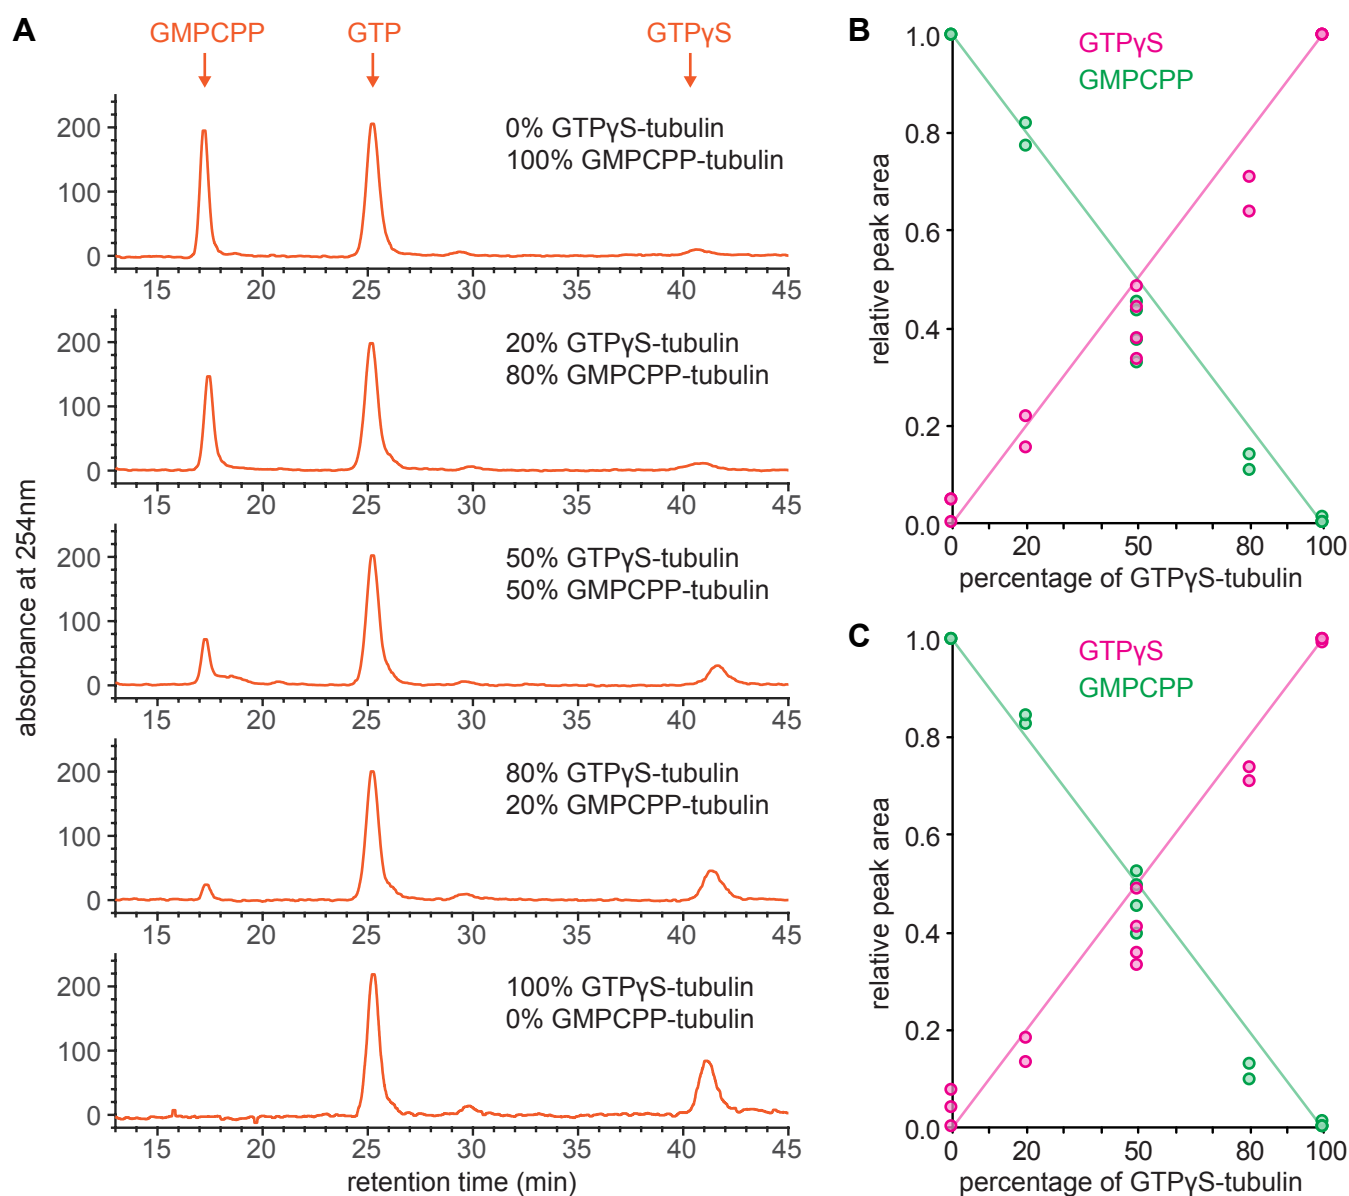 A
GMPCPP
GTP
GTPγS
200
100
0
0% GTPγS-tubulin
100% GMPCPP-tubulin
15 20 25 30 35 40 45
200
100
0
20% GTPγS-tubulin
80% GMPCPP-tubulin
15 20 25 30 35 40 45
200
100
0
50% GTPγS-tubulin
50% GMPCPP-tubulin
15 20 25 30 35 40 45
200
100
0
80% GTPγS-tubulin
20% GMPCPP-tubulin
15 20 25 30 35 40 45
200
100
0
100% GTPγS-tubulin
0% GMPCPP-tubulin
15 20 25 30 35 40 45
absorbance at 254nm
retention time (min)
B
GTPγS
GMPCPP
1.0
0.8
0.6
0.4
0.2
0.0
relative peak area
0 20 50 80 100
percentage of GTPγS-tubulin
C
GTPγS
GMPCPP
1.0
0.8
0.6
0.4
0.2
0.0
relative peak area
0 20 50 80 100
percentage of GTPγS-tubulin